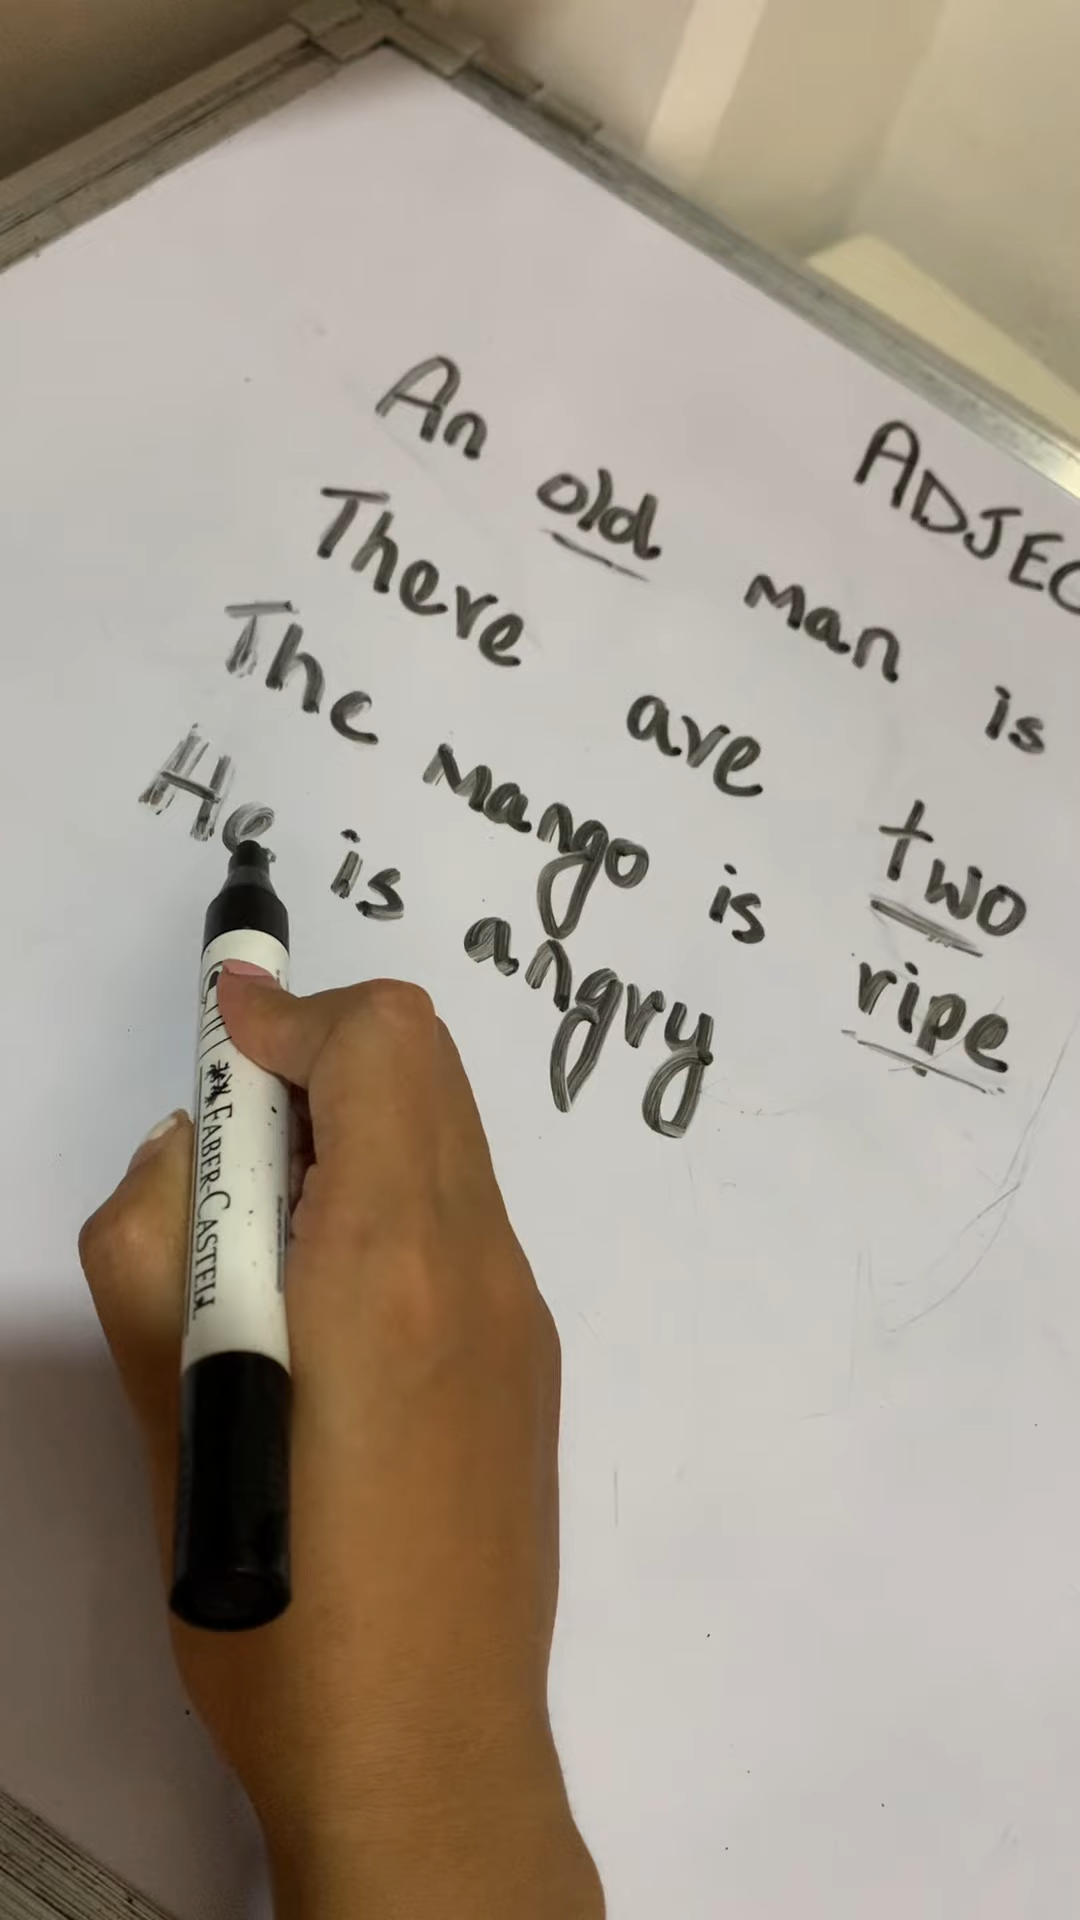 ADJEC
An old man is
There are two
The mango is ripe
He is angry
FABER-CASTELL